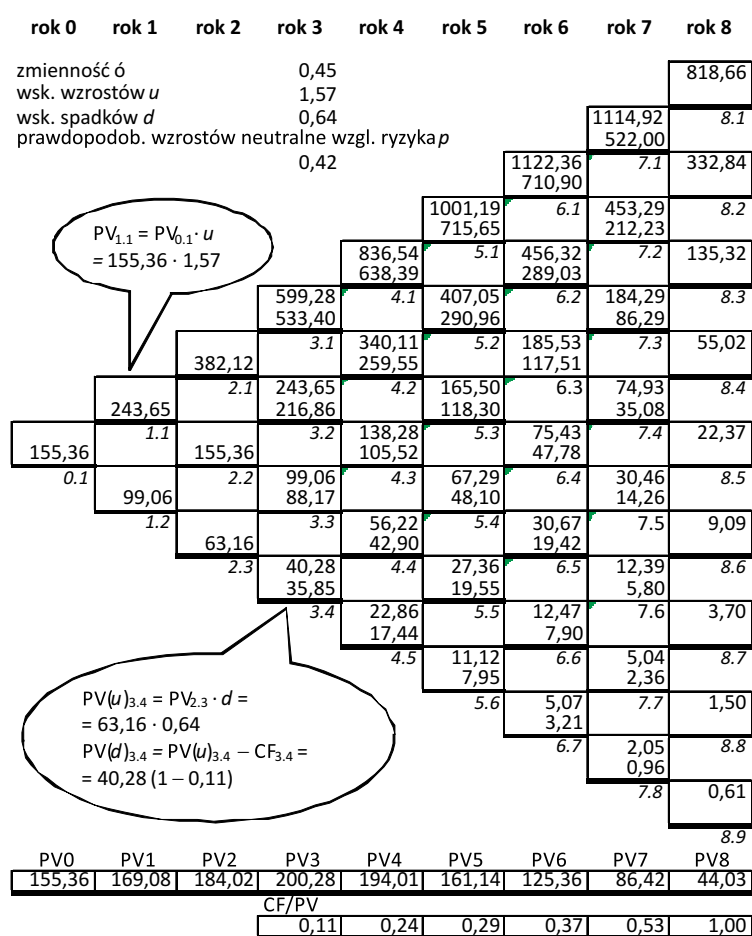 rok 0 rok 1 rok 2 rok 3 rok 4 rok 5 rok 6 rok 7 rok 8
zmienność ó 0,45 818,66
wsk. wzrostów u 1,57
wsk. spadków d 0,64 1114,92 8.1
prawdopodob. wzrostów neutralne wzgl. ryzyka p 522,00
0,42 1122,36 7.1 332,84
710,90
1001,19 6.1 453,29 8.2
715,65 212,23
PV1.1 = PV0.1 · u
= 155,36 · 1,57
836,54 5.1 456,32 7.2 135,32
638,39 289,03
599,28 4.1 407,05 6.2 184,29 8.3
533,40 290,96 86,29
3.1 340,11 5.2 185,53 7.3 55,02
382,12 259,55 117,51
2.1 243,65 4.2 165,50 6.3 74,93 8.4
243,65 216,86 118,30 35,08
1.1 3.2 138,28 5.3 75,43 7.4 22,37
155,36 155,36 105,52 47,78
0.1 2.2 99,06 4.3 67,29 6.4 30,46 8.5
99,06 88,17 48,10 14,26
1.2 3.3 56,22 5.4 30,67 7.5 9,09
63,16 42,90 19,42
2.3 40,28 4.4 27,36 6.5 12,39 8.6
35,85 19,55 5,80
3.4 22,86 5.5 12,47 7.6 3,70
17,44 7,90
4.5 11,12 6.6 5,04 8.7
7,95 2,36
5.6 5,07 7.7 1,50
3,21
6.7 2,05 8.8
0,96
7.8 0,61
8.9
PV(u)3.4 = PV2.3 · d =
= 63,16 · 0,64
PV(d)3.4 = PV(u)3.4 − CF3.4 =
= 40,28 (1 − 0,11)
PV0 PV1 PV2 PV3 PV4 PV5 PV6 PV7 PV8
155,36 169,08 184,02 200,28 194,01 161,14 125,36 86,42 44,03
CF/PV
0,11 0,24 0,29 0,37 0,53 1,00